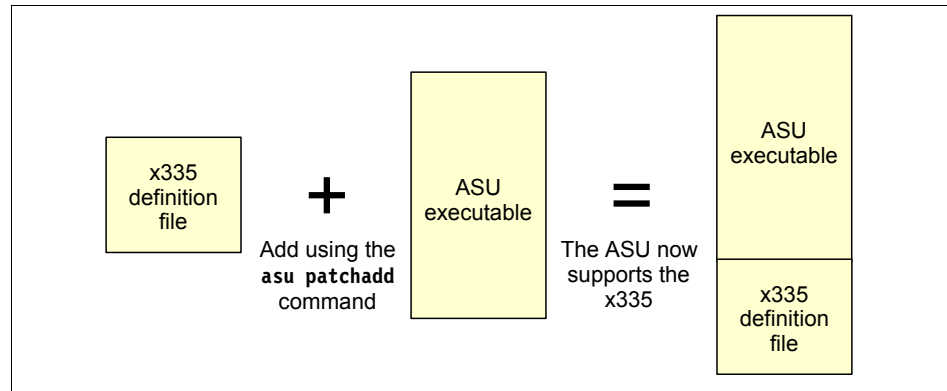 x335
definition
file
+
Add using the
asu patchadd
command
ASU
executable
=
The ASU now
supports the
x335
ASU
executable
x335
definition
file